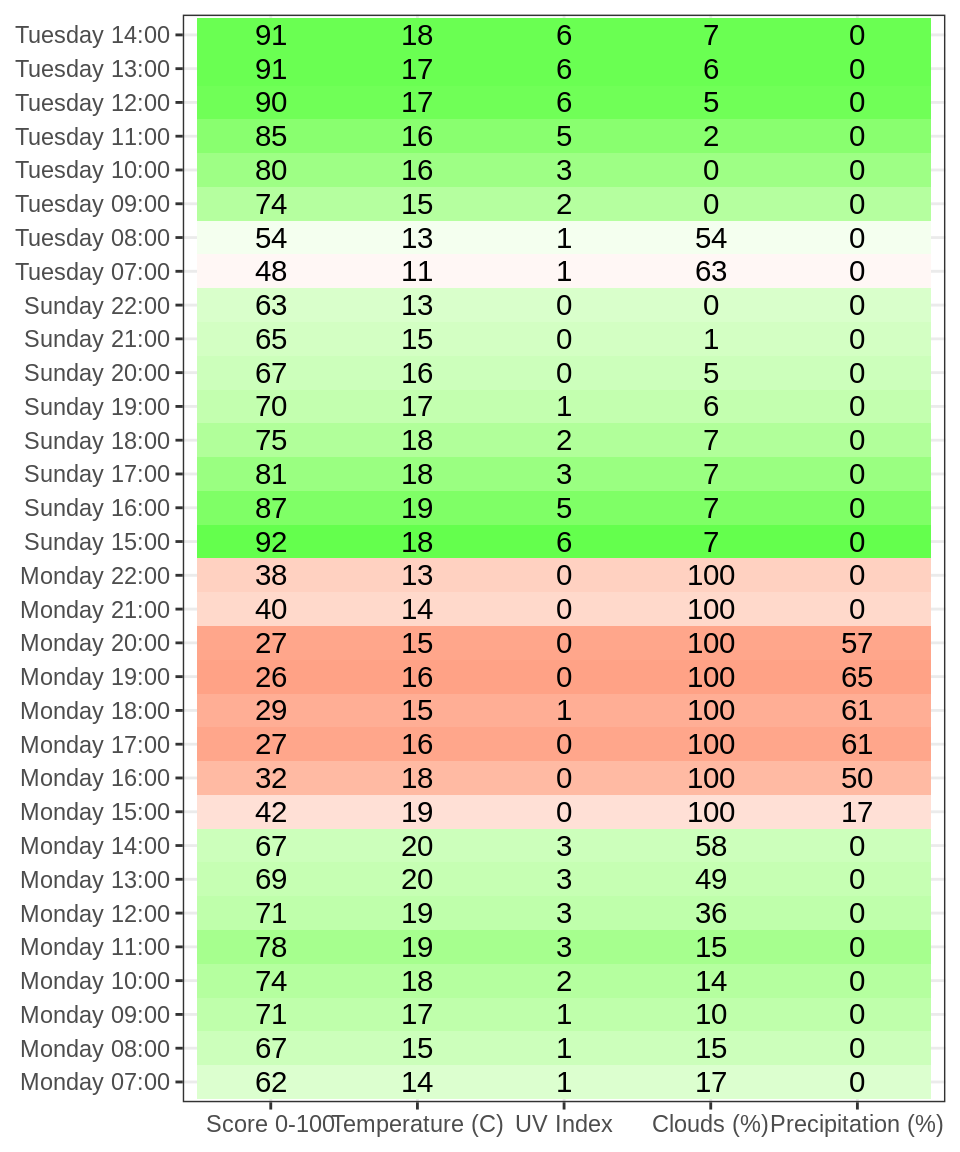 Tuesday 14:00 91 18 6 7 0
Tuesday 13:00 91 17 6 6 0
Tuesday 12:00 90 17 6 5 0
Tuesday 11:00 85 16 5 2 0
Tuesday 10:00 80 16 3 0 0
Tuesday 09:00 74 15 2 0 0
Tuesday 08:00 54 13 1 54 0
Tuesday 07:00 48 11 1 63 0
Sunday 22:00 63 13 0 0 0
Sunday 21:00 65 15 0 1 0
Sunday 20:00 67 16 0 5 0
Sunday 19:00 70 17 1 6 0
Sunday 18:00 75 18 2 7 0
Sunday 17:00 81 18 3 7 0
Sunday 16:00 87 19 5 7 0
Sunday 15:00 92 18 6 7 0
Monday 22:00 38 13 0 100 0
Monday 21:00 40 14 0 100 0
Monday 20:00 27 15 0 100 57
Monday 19:00 26 16 0 100 65
Monday 18:00 29 15 1 100 61
Monday 17:00 27 16 0 100 61
Monday 16:00 32 18 0 100 50
Monday 15:00 42 19 0 100 17
Monday 14:00 67 20 3 58 0
Monday 13:00 69 20 3 49 0
Monday 12:00 71 19 3 36 0
Monday 11:00 78 19 3 15 0
Monday 10:00 74 18 2 14 0
Monday 09:00 71 17 1 10 0
Monday 08:00 67 15 1 15 0
Monday 07:00 62 14 1 17 0
Score 0-100 Temperature (C) UV Index Clouds (%) Precipitation (%)